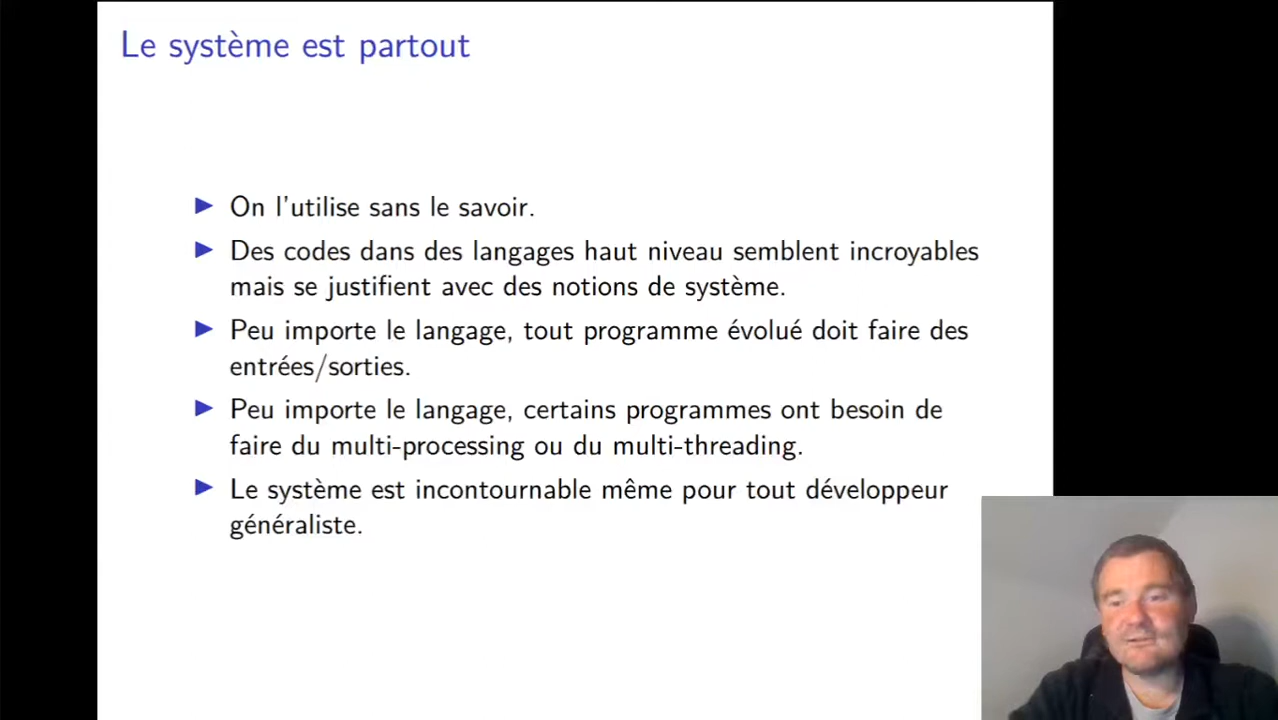 Le système est partout
On l'utilise sans le savoir.
Des codes dans des langages haut niveau semblent incroyables
mais se justifient avec des notions de système.
Peu importe le langage, tout programme évolué doit faire des
entrées/sorties.
Peu importe le langage, certains programmes ont besoin de
faire du multi-processing ou du multi-threading.
Le système est incontournable même pour tout développeur
généraliste.